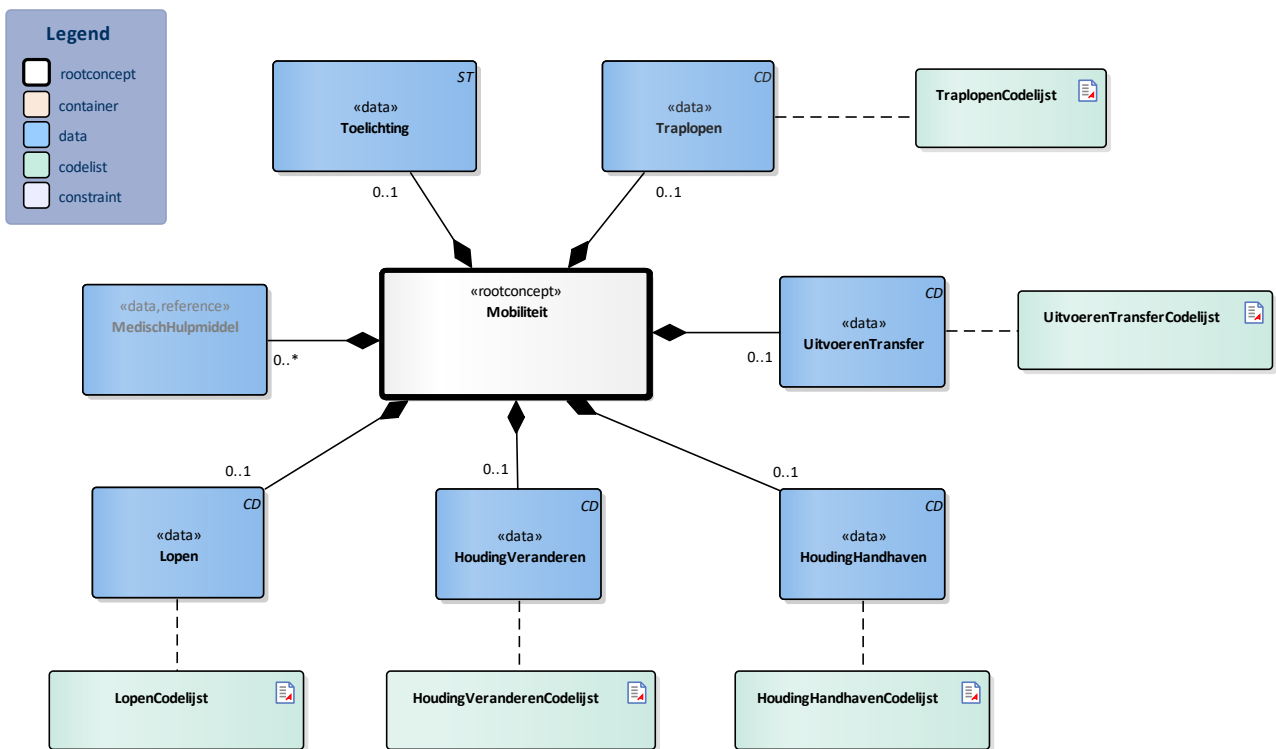 Legend
rootconcept
container
data
codelist
constraint
ST
«data»
Toelichting
0..1
CD
«data»
Traplopen
0..1
TraplopenCodelijst
«data,reference»
MedischHulpmiddel
0..*
«rootconcept»
Mobiliteit
CD
«data»
UitvoerenTransfer
0..1
UitvoerenTransferCodelijst
0..1
CD
«data»
Lopen
0..1
CD
«data»
HoudingVeranderen
0..1
CD
«data»
HoudingHandhaven
LopenCodelijst
HoudingVeranderenCodelijst
HoudingHandhavenCodelijst